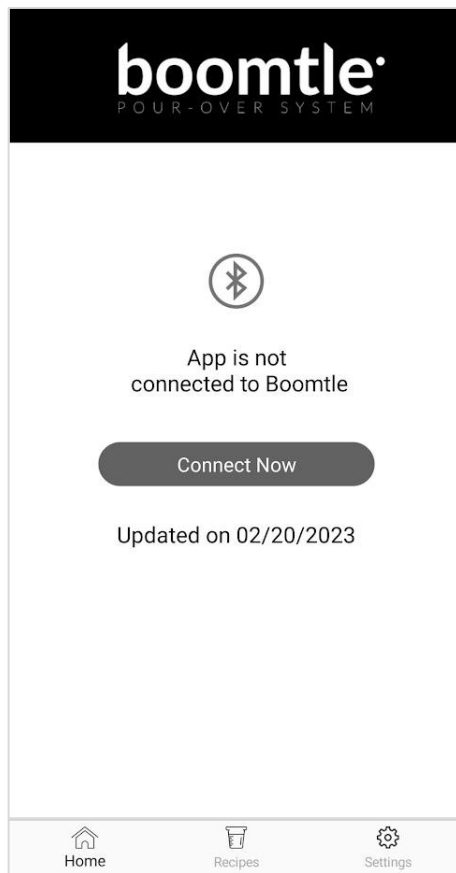 boomtle
POUR-OVER SYSTEM
App is not
connected to Boomtle
Connect Now
Updated on 02/20/2023
Home
Recipes
Settings